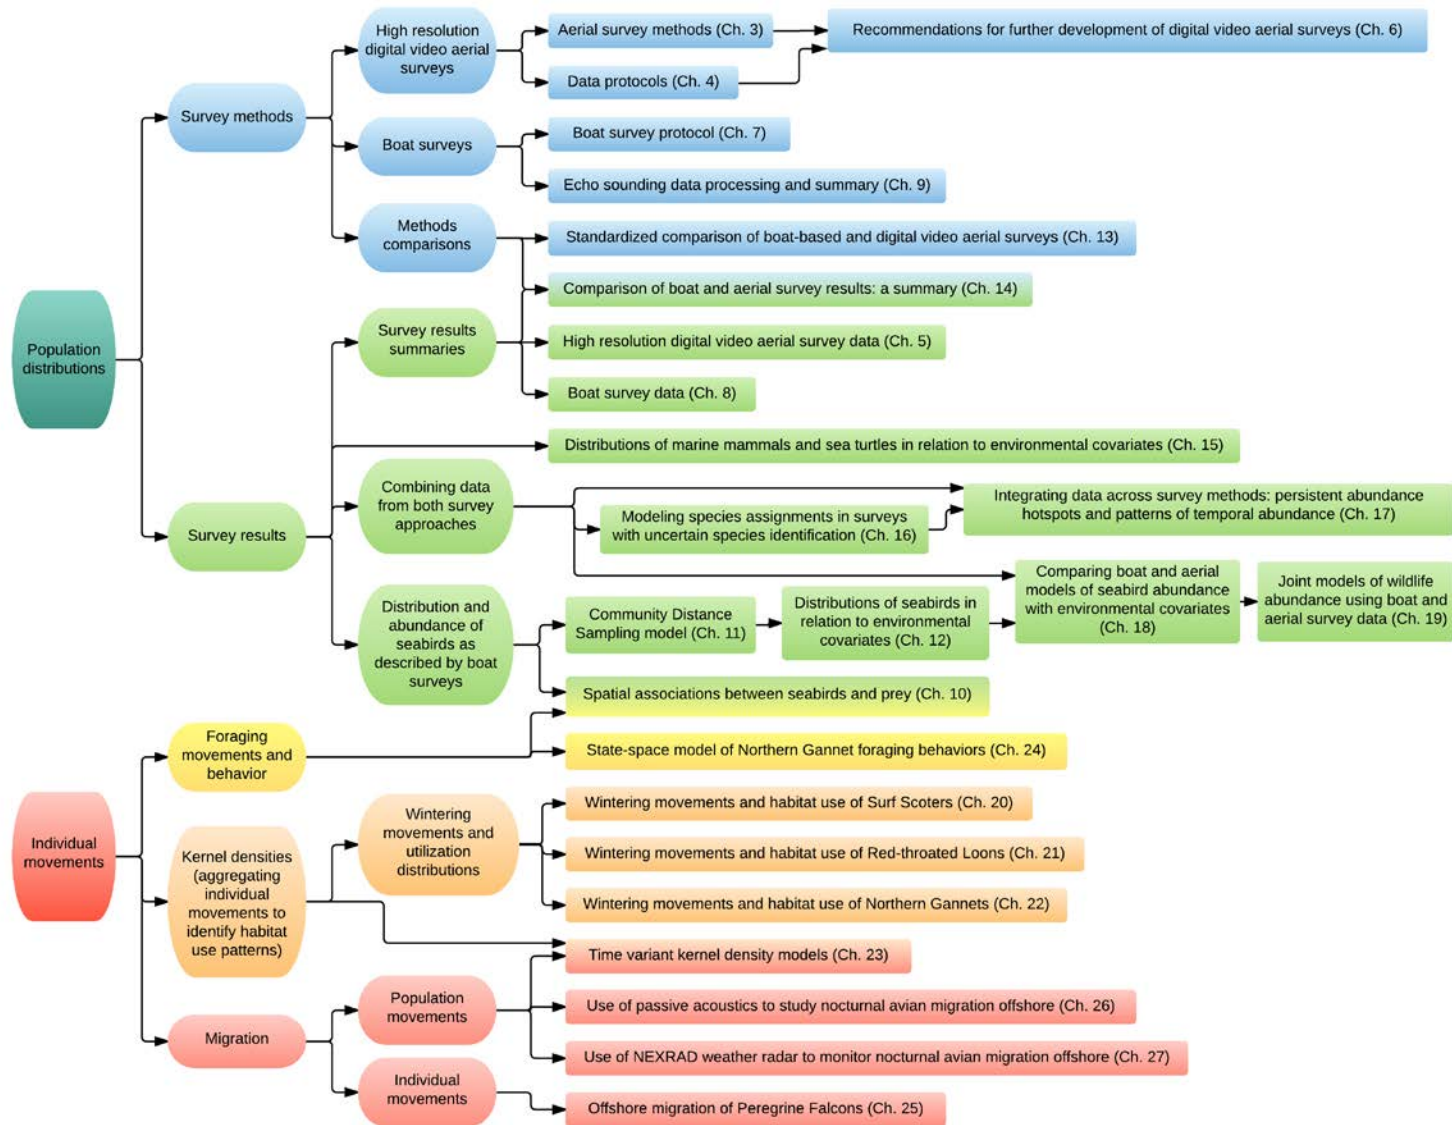 Population
distributions
Survey methods
High resolution
digital video aerial
surveys
Aerial survey methods (Ch. 3)
Recommendations for further development of digital video aerial surveys (Ch. 6)
Data protocols (Ch. 4)
Boat surveys
Boat survey protocol (Ch. 7)
Echo sounding data processing and summary (Ch. 9)
Methods
comparisons
Standardized comparison of boat-based and digital video aerial surveys (Ch. 13)
Comparison of boat and aerial survey results: a summary (Ch. 14)
Survey results
summaries
High resolution digital video aerial survey data (Ch. 5)
Boat survey data (Ch. 8)
Survey results
Distributions of marine mammals and sea turtles in relation to environmental covariates (Ch. 15)
Combining data
from both survey
approaches
Modeling species assignments in surveys
with uncertain species identification (Ch. 16)
Integrating data across survey methods: persistent abundance
hotspots and patterns of temporal abundance (Ch. 17)
Distribution and
abundance of
seabirds as
described by boat
surveys
Community Distance
Sampling model (Ch. 11)
Distributions of seabirds in
relation to environmental
covariates (Ch. 12)
Comparing boat and aerial
models of seabird abundance
with environmental covariates
(Ch. 18)
Joint models of wildlife
abundance using boat and
aerial survey data (Ch. 19)
Spatial associations between seabirds and prey (Ch. 10)
Individual
movements
Foraging
movements and
behavior
State-space model of Northern Gannet foraging behaviors (Ch. 24)
Kernel densities
(aggregating
individual
movements to
identify habitat
use patterns)
Wintering
movements and
utilization
distributions
Wintering movements and habitat use of Surf Scoters (Ch. 20)
Wintering movements and habitat use of Red-throated Loons (Ch. 21)
Wintering movements and habitat use of Northern Gannets (Ch. 22)
Time variant kernel density models (Ch. 23)
Migration
Population
movements
Use of passive acoustics to study nocturnal avian migration offshore (Ch. 26)
Use of NEXRAD weather radar to monitor nocturnal avian migration offshore (Ch. 27)
Individual
movements
Offshore migration of Peregrine Falcons (Ch. 25)